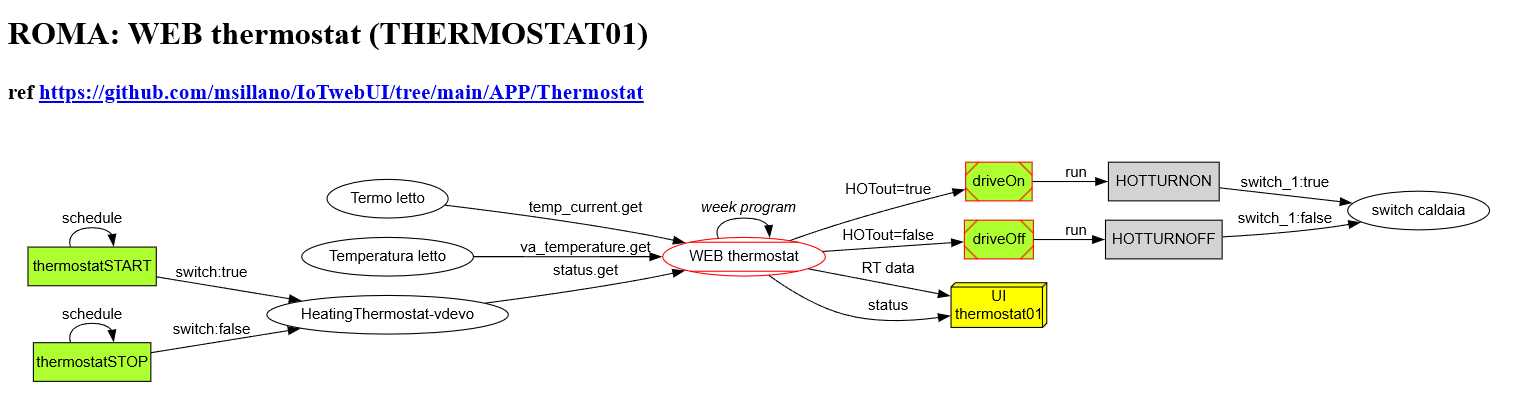 ROMA: WEB thermostat (THERMOSTAT01)
ref https://github.com/msillano/IoTwebUI/tree/main/APP/Thermostat
schedule
thermostatSTART
switch:true
schedule
thermostatSTOP
switch:false
Termo letto
temp_current.get
Temperatura letto
va_temperature.get
HeatingThermostat-vdevo
status.get
week program
WEB thermostat
HOTout=true
driveOn
run
HOTTURNON
switch_1:true
HOTout=false
driveOff
run
HOTTURNOFF
switch_1:false
switch caldaia
RT data
status
UI
thermostat01